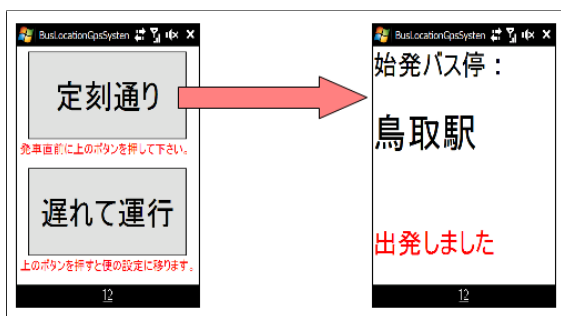 BusLocationGpsSysten
定刻通り
発車直前に上のボタンを押して下さい。
遅れて運行
上のボタンを押すと便の設定に移ります。
12
BusLocationGpsSysten
始発バス停：
鳥取駅
出発しました
12